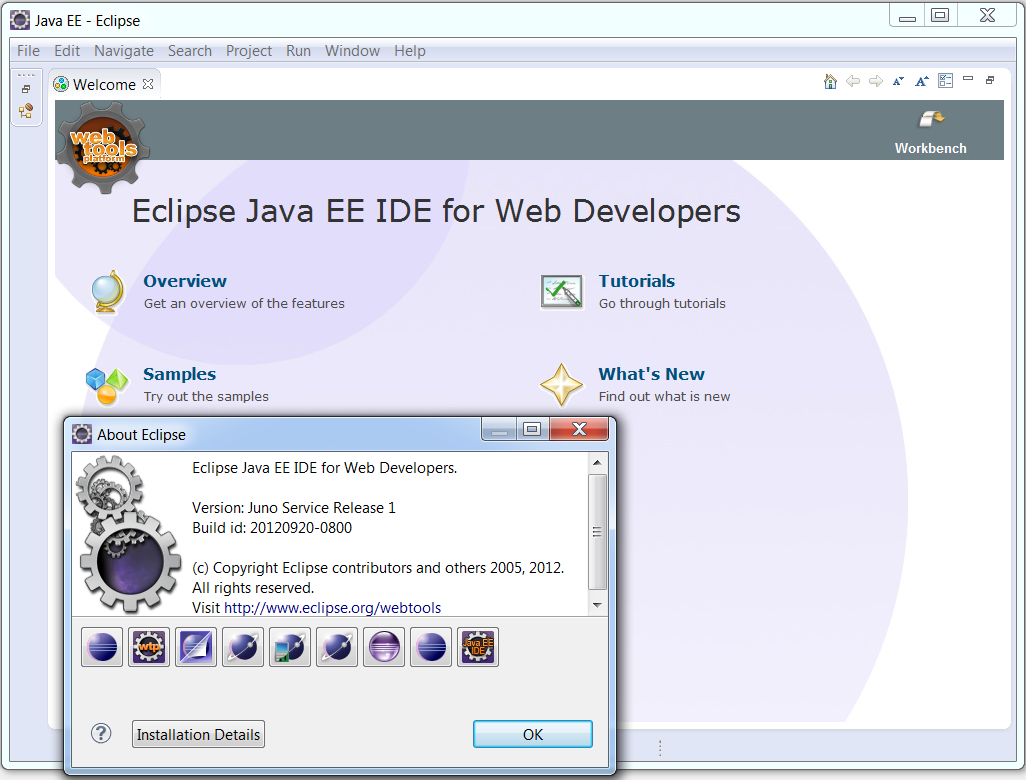 Java EE - Eclipse
File Edit Navigate Search Project Run Window Help
Welcome
web
tools
platform
Workbench
Eclipse Java EE IDE for Web Developers
Overview
Get an overview of the features
Tutorials
Go through tutorials
Samples
Try out the samples
What's New
Find out what is new
About Eclipse
Eclipse Java EE IDE for Web Developers.
Version: Juno Service Release 1
Build id: 20120920-0800
(c) Copyright Eclipse contributors and others 2005, 2012.
All rights reserved.
Visit http://www.eclipse.org/webtools
wtp
Java EE
IDE
Installation Details
OK